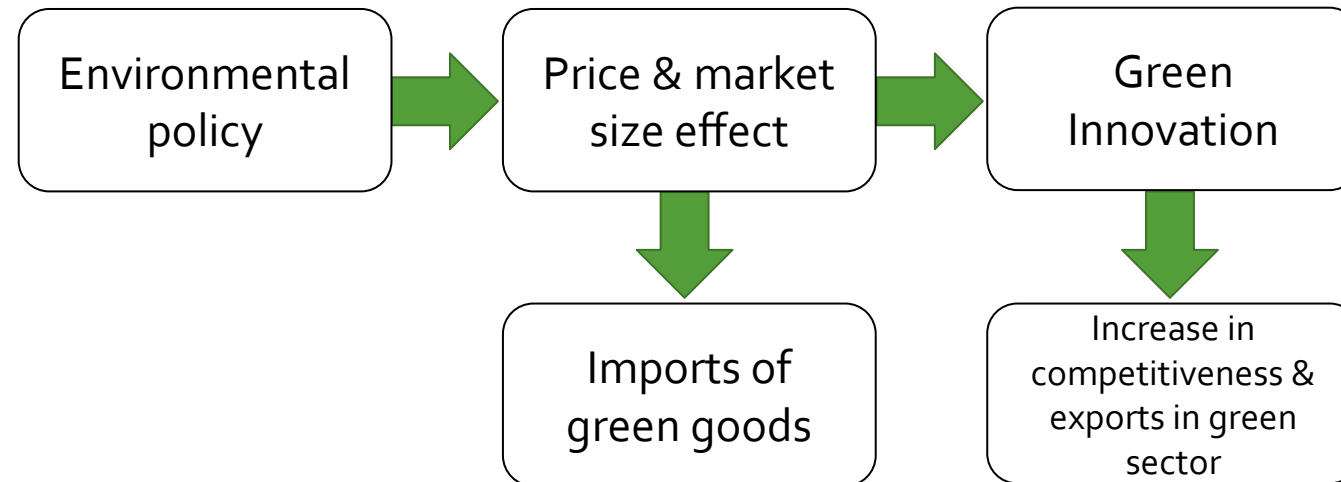 Environmental
policy
Price & market
size effect
Green
Innovation
Imports of
green goods
Increase in
competitiveness &
exports in green
sector